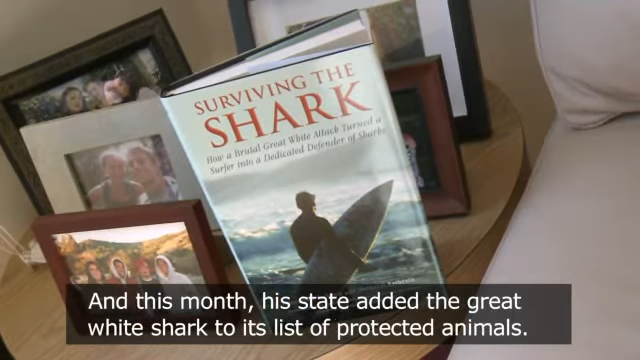 SURVIVING THE
SHARK
How a Brutal Great White Attack Turned a
Surfer into a Dedicated Defender of Sharks
And this month, his state added the great
white shark to its list of protected animals.